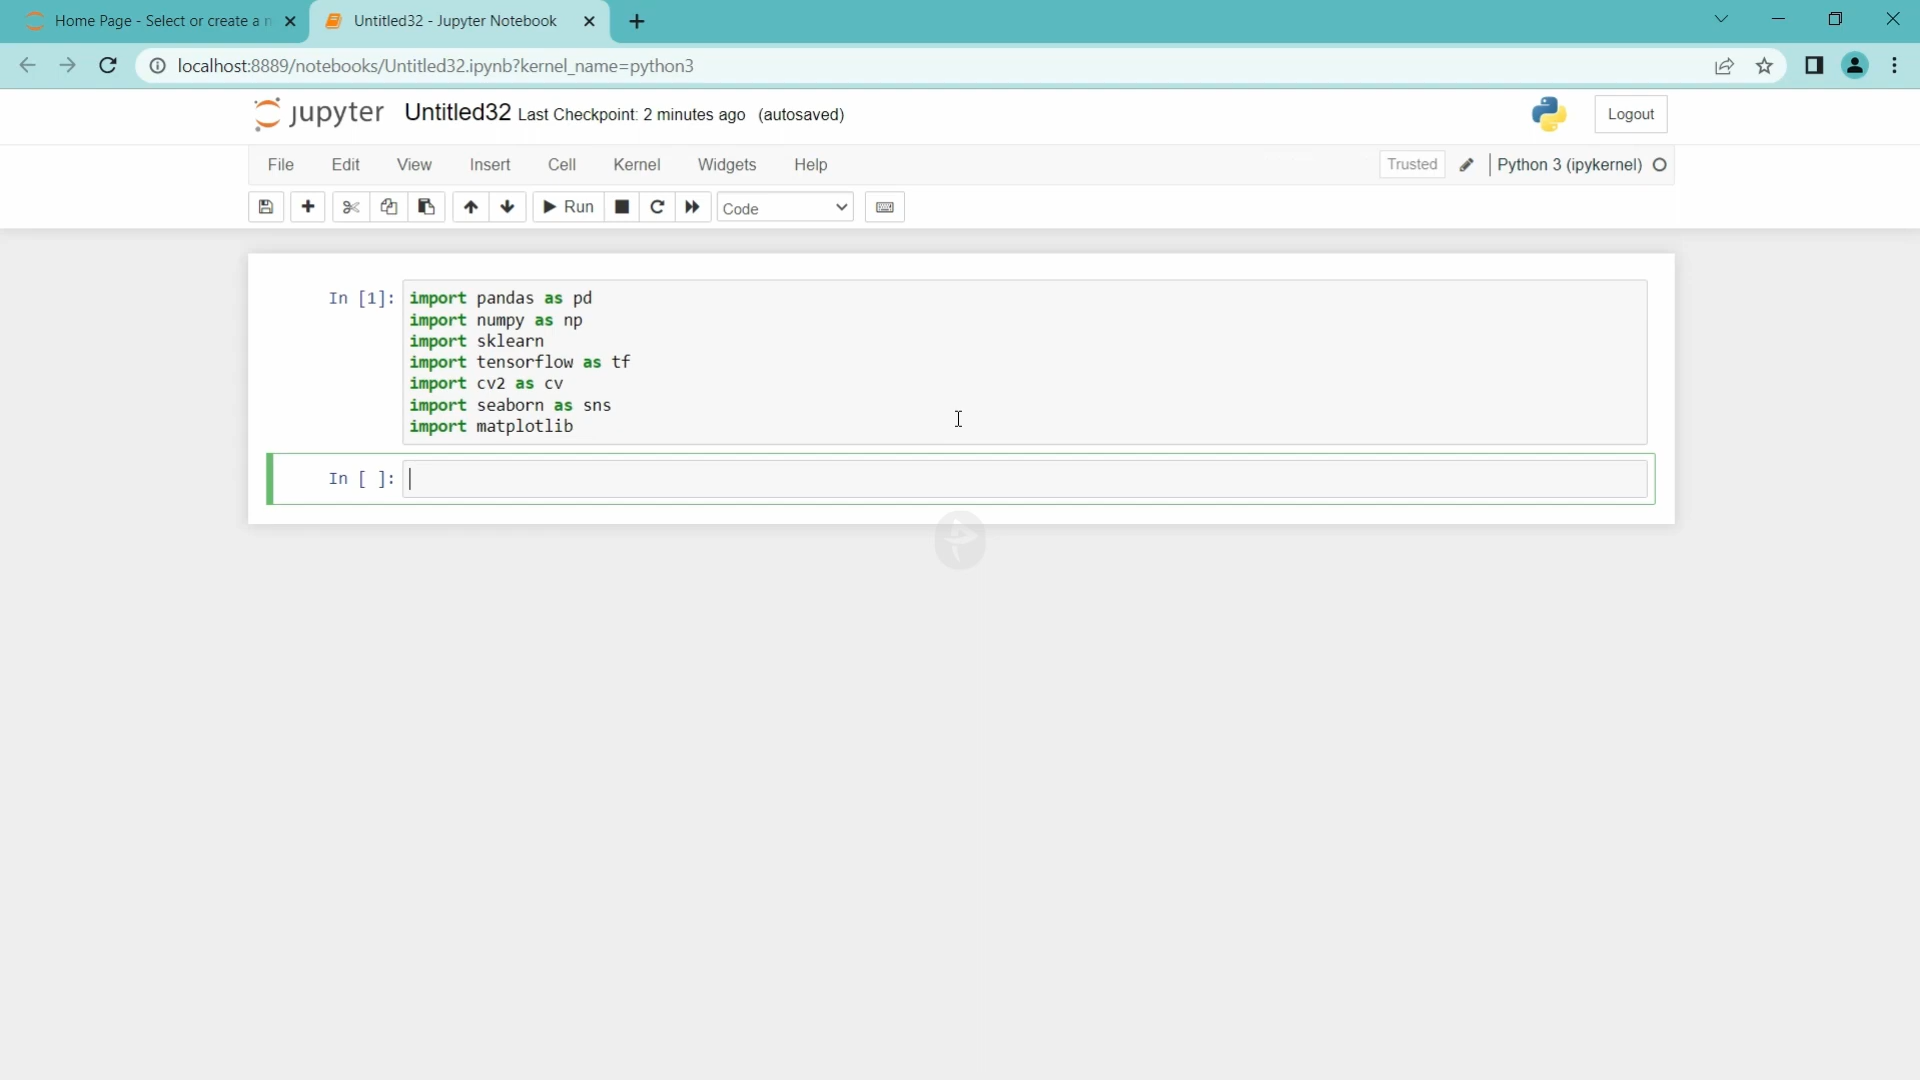 Home Page - Select or create a n
Untitled32 - Jupyter Notebook
localhost:8889/notebooks/Untitled32.ipynb?kernel_name=python3
jupyter Untitled32 Last Checkpoint: 2 minutes ago (autosaved)
Logout
File Edit View Insert Cell Kernel Widgets Help
Trusted Python 3 (ipykernel)
Run Code
In [1]: import pandas as pd
import numpy as np
import sklearn
import tensorflow as tf
import cv2 as cv
import seaborn as sns
import matplotlib
In [ ]: